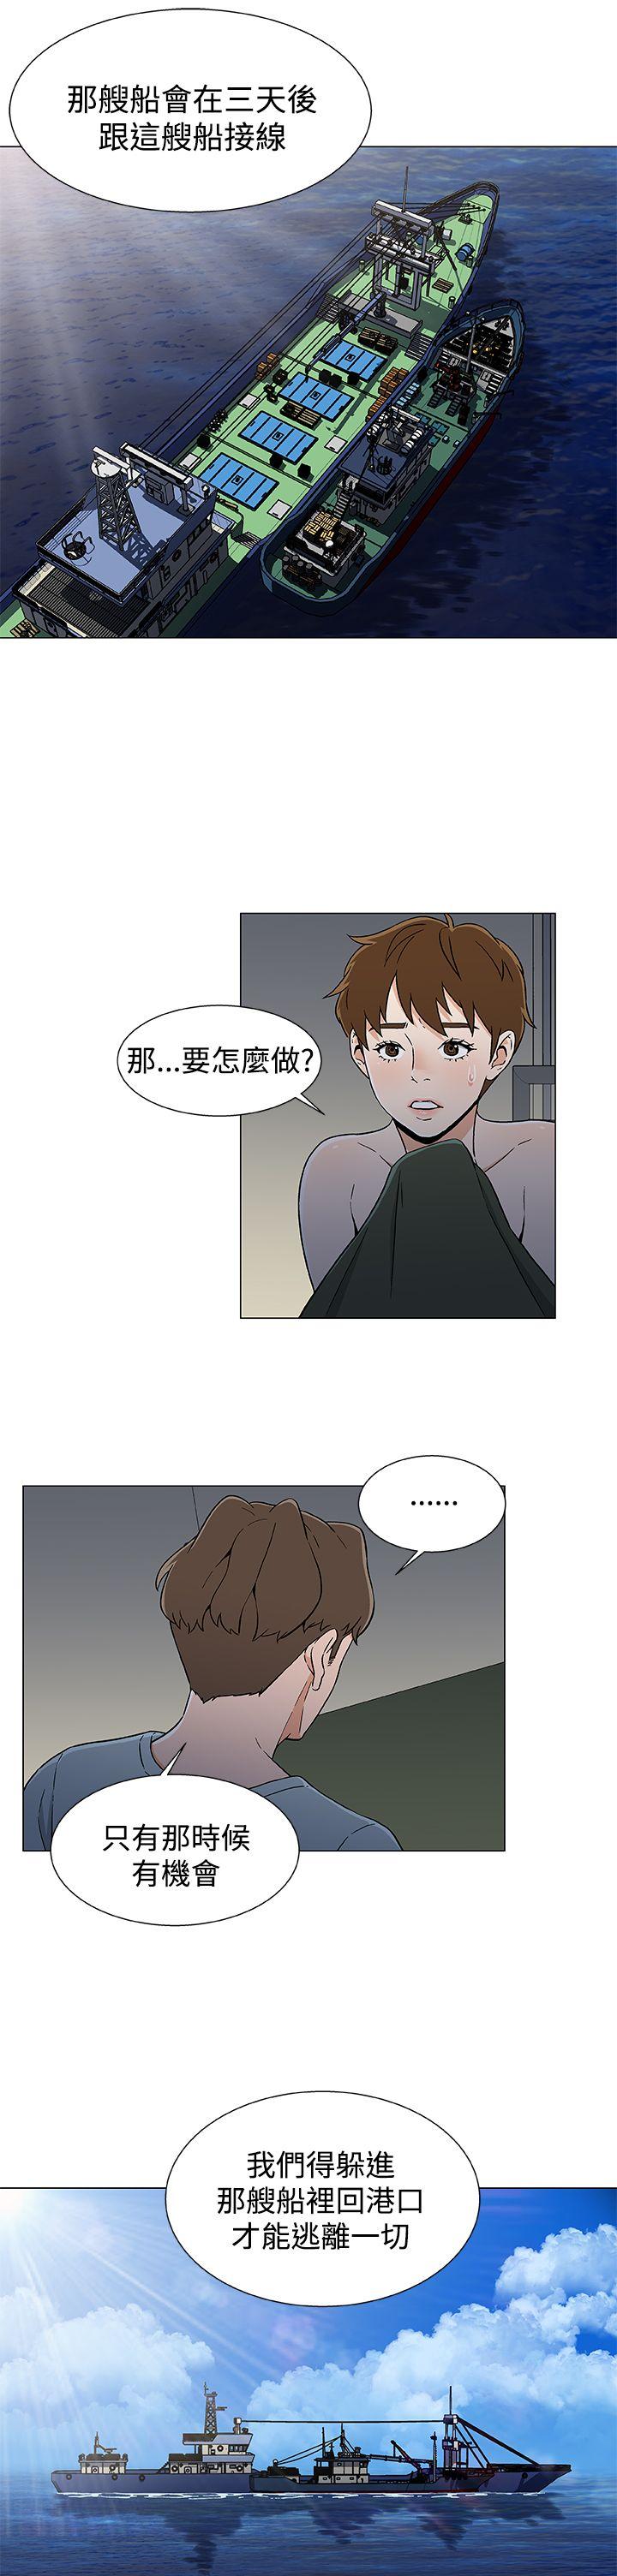 那艘船會在三天後
跟這艘船接線
那...要怎麼做?
......
只有那時候
有機會
我們得躲進
那艘船裡回港口
才能逃離一切